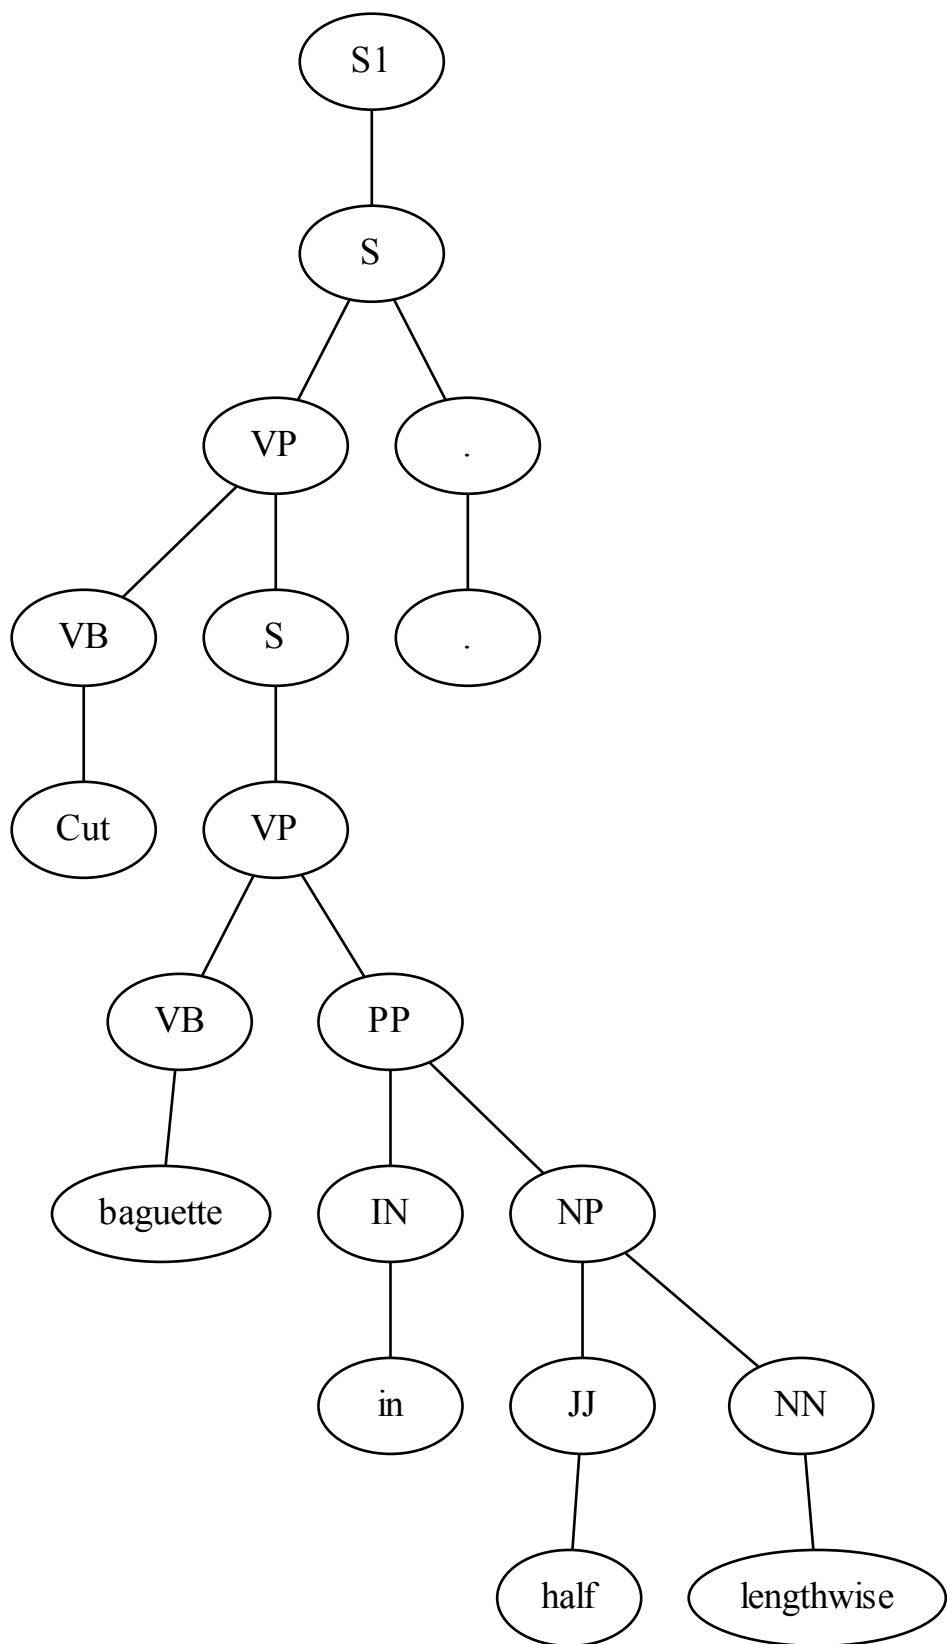 S1
S
VP .
VB S .
Cut VP
VB PP
baguette IN NP
in JJ NN
half lengthwise